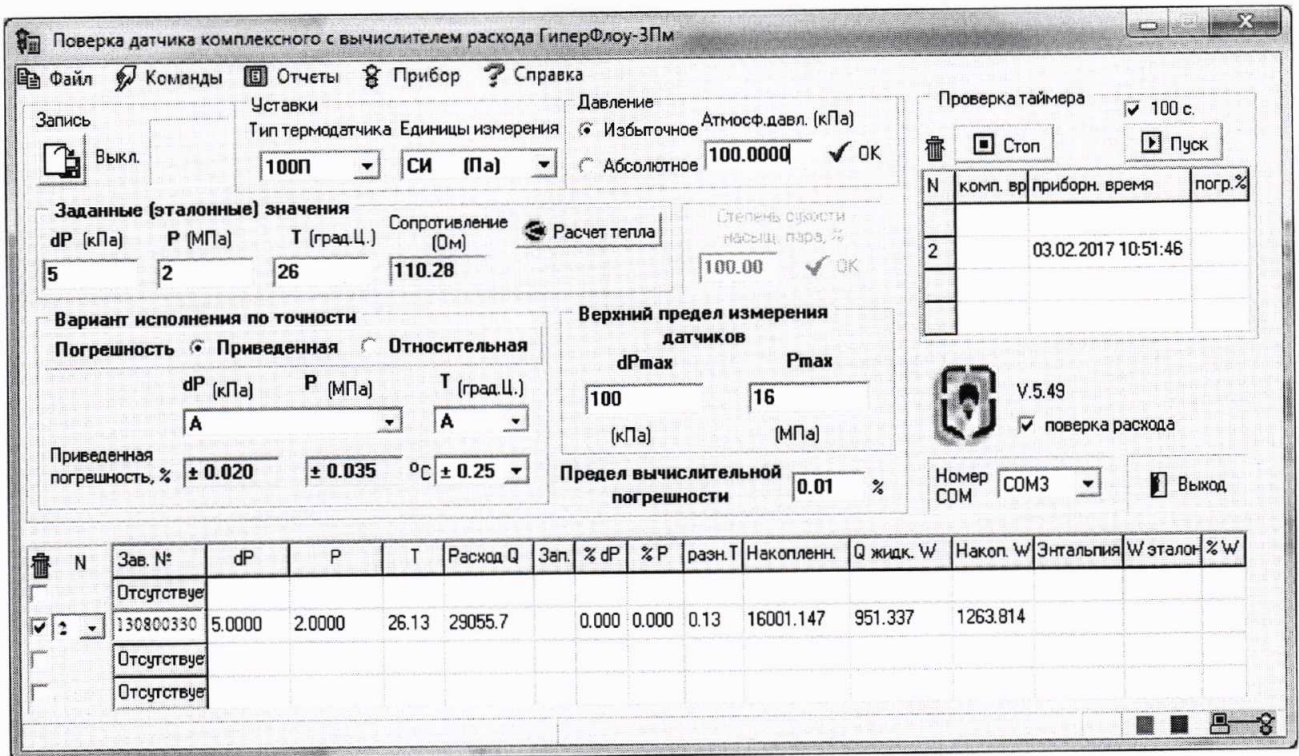 Поверка датчика комплексного с вычислителем расхода ГиперФлоу-3Пм
Файл Команды Отчеты Прибор Справка
Запись
Выкл.
Уставки
Тип термодатчика Единицы измерения
100П СИ (Па)
Давление
Избыточное
Абсолютное
Атмосф.давл. (кПа)
100.0000 OK
Проверка таймера 100 с.
Стоп Пуск
N комп. вр приборн. время погр.%
2 03.02.2017 10:51:46
Заданные (эталонные) значения
dP (кПа) P (МПа) T (град.Ц.) Сопротивление (Ом) Расчет тепла
5 2 26 110.28
Степень сухости
насыщ. пара, %
100.00 OK
Вариант исполнения по точности
Погрешность Приведенная Относительная
dP (кПа) P (МПа) T (град.Ц.)
A A
Приведенная
погрешность, % ± 0.020 ± 0.035 ºC ± 0.25
Верхний предел измерения
датчиков
dPmax Pmax
100 16
(кПа) (МПа)
Предел вычислительной
погрешности 0.01 %
V.5.49
поверка расхода
Номер
COM COM3 Выход
N Зав. № dP P T Расход Q Зап. % dP % P разн.T Накопленн. Q жидк. W Накоп. W Энтальпия W эталон % W
Отсутствуе
2 130800330 5.0000 2.0000 26.13 29055.7 0.000 0.000 0.13 16001.147 951.337 1263.814
Отсутствуе
Отсутствуе